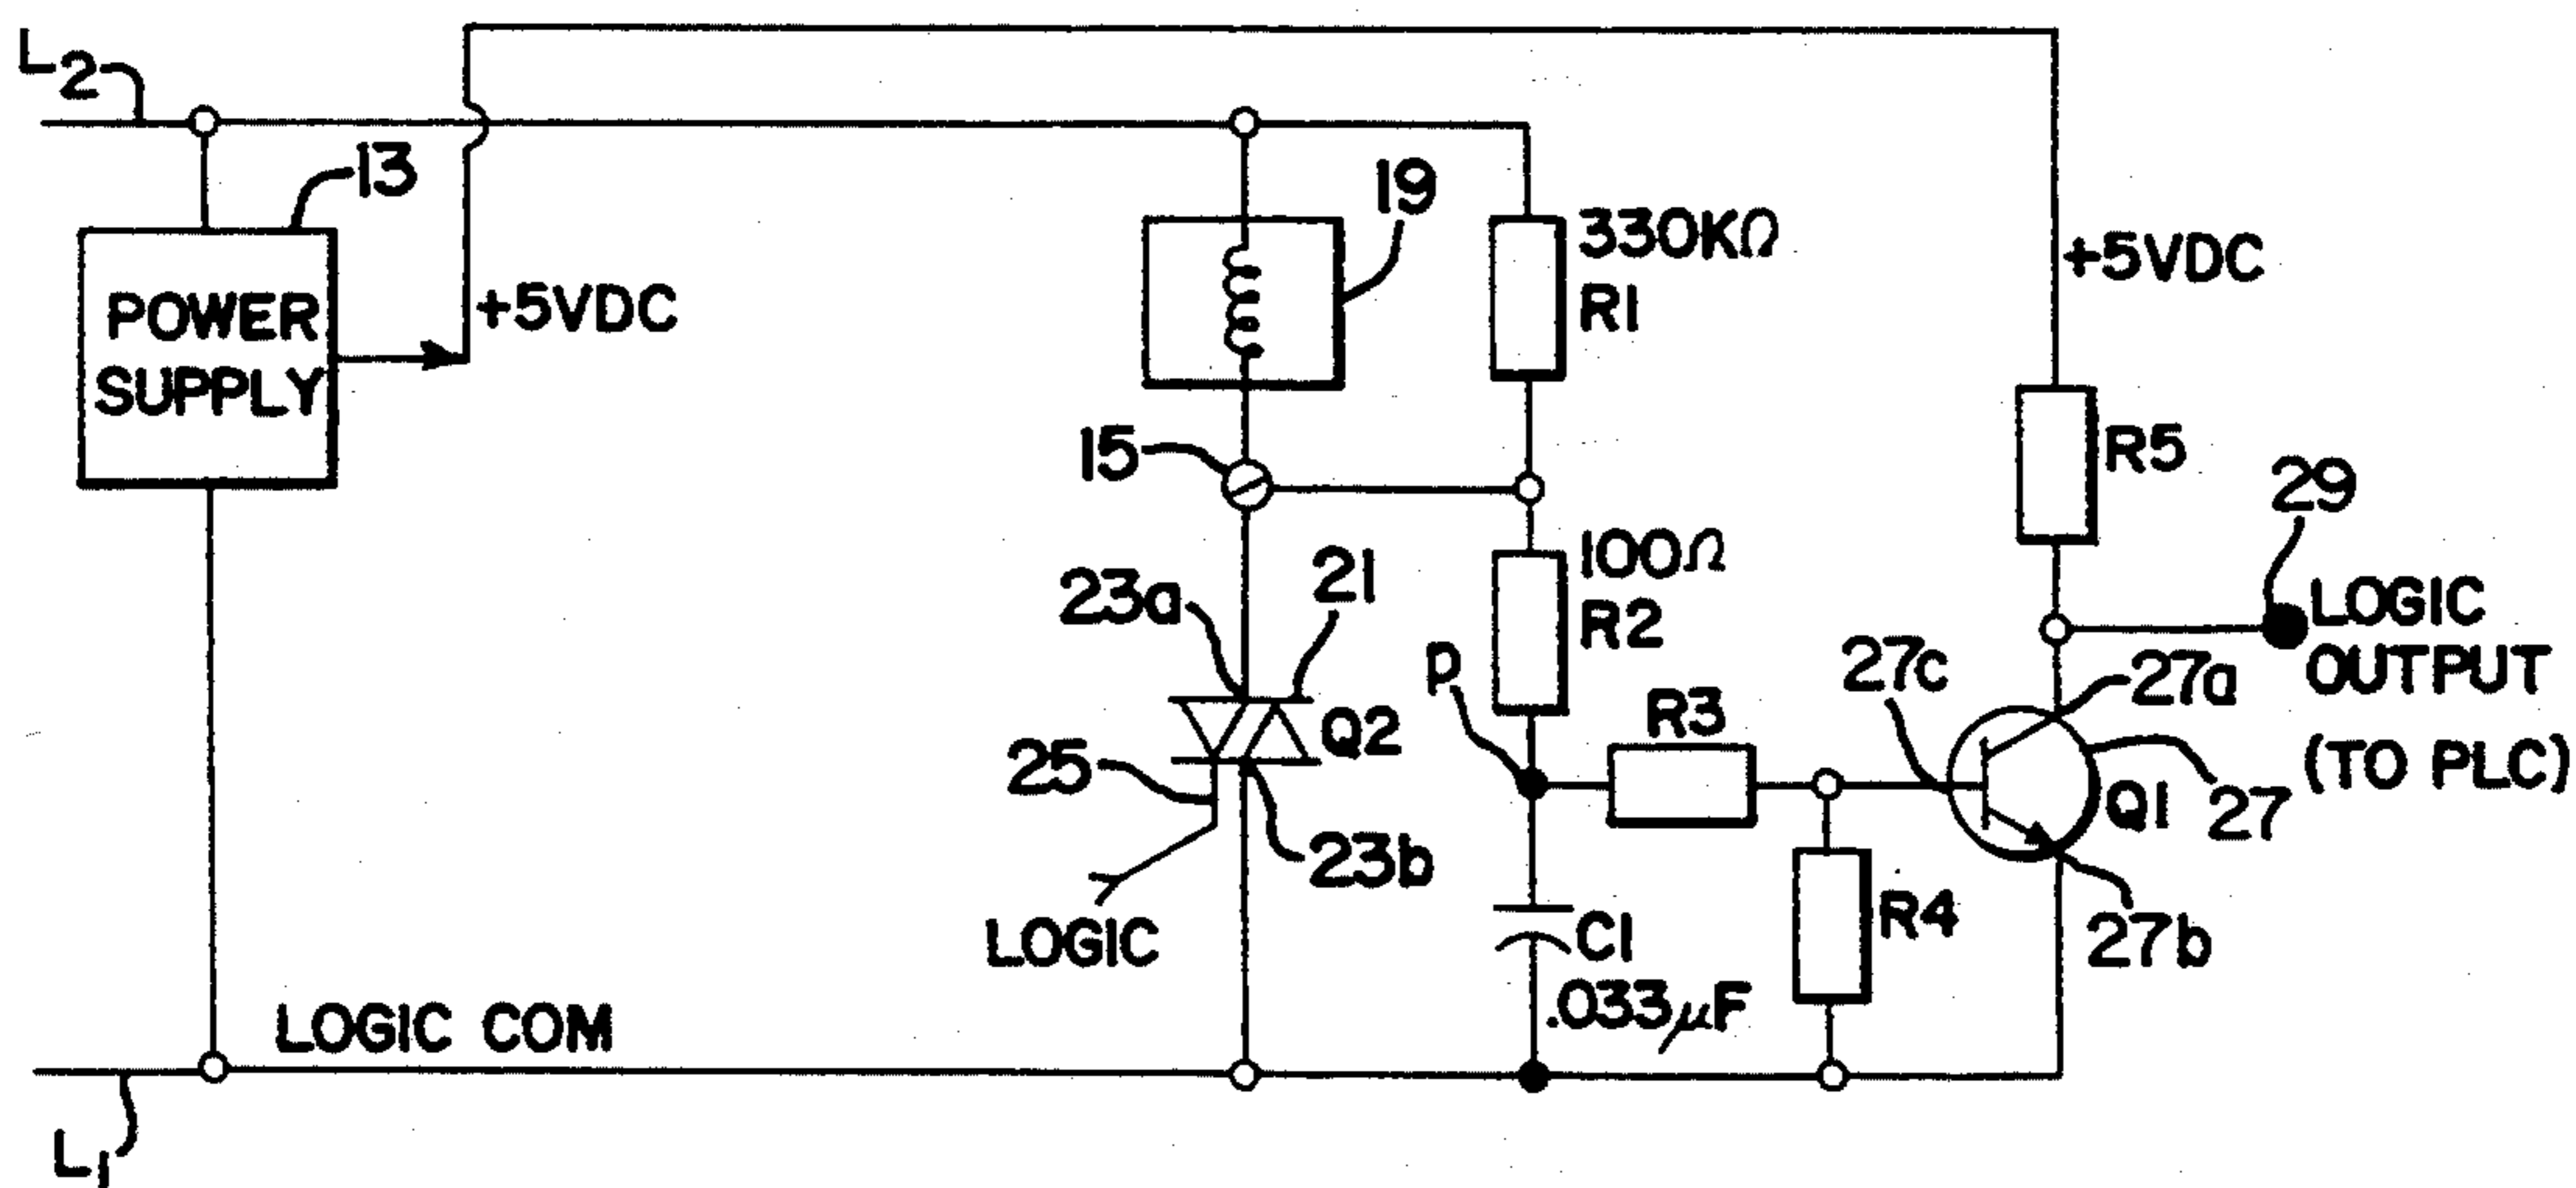 L2
13
POWER
SUPPLY
+5VDC
19
330KΩ
R1
+5VDC
15
R5
29
23a
21
100Ω
R2
LOGIC
OUTPUT
(TO PLC)
p
27c
27a
R3
25
Q2
Q1
27
23b
LOGIC
C1
.033μF
R4
27b
LOGIC COM
L1